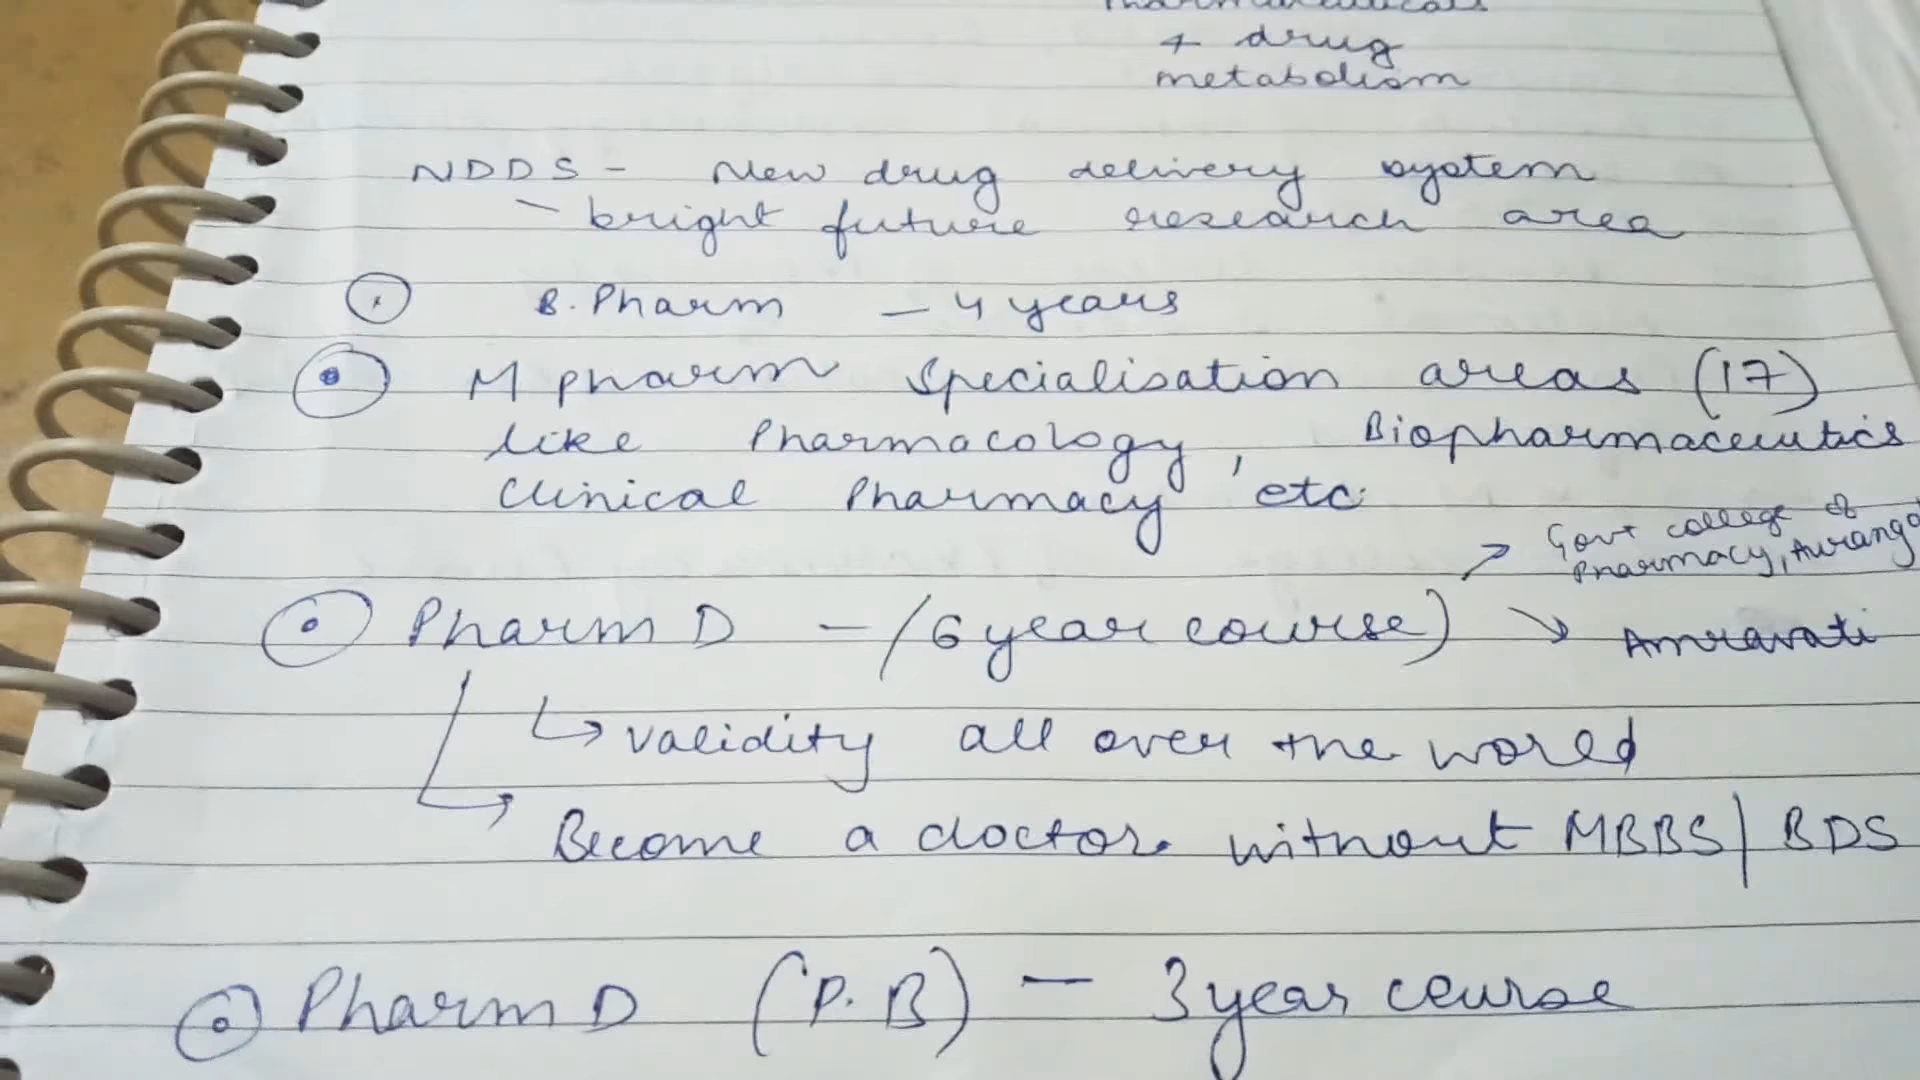 + drug
metabolism
NDDS - New drug delivery system
- bright future research area
B. Pharm - 4 years
M pharm Specialisation areas (17)
like Pharmacology, Biopharmaceutics
Clinical Pharmacy, etc.
Govt college of
Pharmacy,
Pharm D - (6 year course)
Amravati
validity all over the world
Become a doctor without MBBS/BDS
Pharm D (P.B) - 3 year course